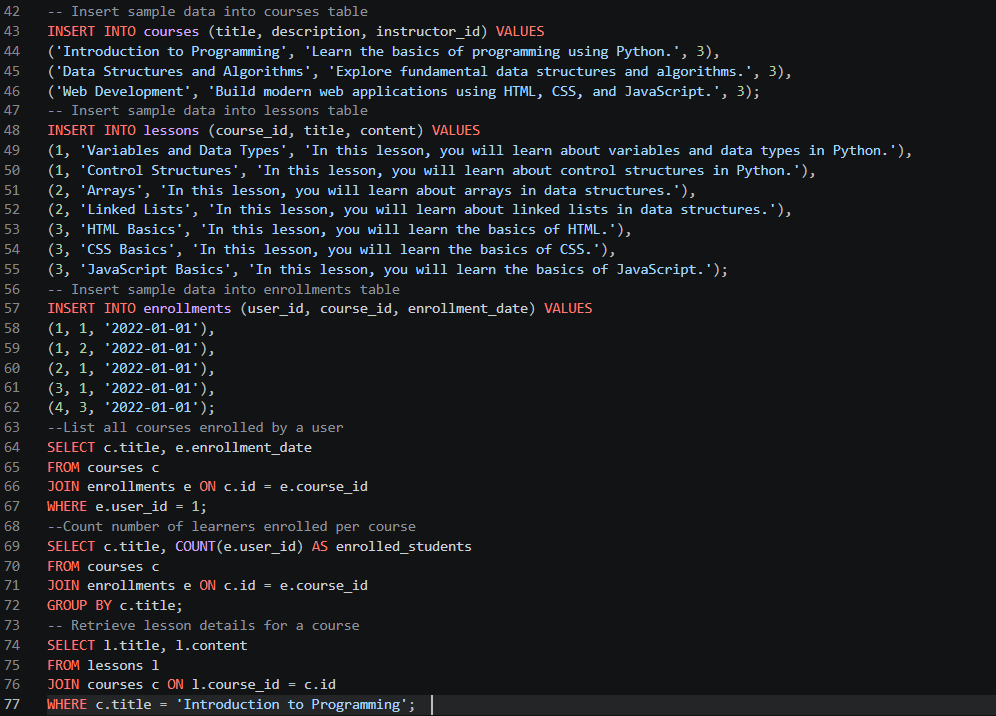 42 -- Insert sample data into courses table
43 INSERT INTO courses (title, description, instructor_id) VALUES
44 ('Introduction to Programming', 'Learn the basics of programming using Python.', 3),
45 ('Data Structures and Algorithms', 'Explore fundamental data structures and algorithms.', 3),
46 ('Web Development', 'Build modern web applications using HTML, CSS, and JavaScript.', 3);
47 -- Insert sample data into lessons table
48 INSERT INTO lessons (course_id, title, content) VALUES
49 (1, 'Variables and Data Types', 'In this lesson, you will learn about variables and data types in Python.'),
50 (1, 'Control Structures', 'In this lesson, you will learn about control structures in Python.'),
51 (2, 'Arrays', 'In this lesson, you will learn about arrays in data structures.'),
52 (2, 'Linked Lists', 'In this lesson, you will learn about linked lists in data structures.'),
53 (3, 'HTML Basics', 'In this lesson, you will learn the basics of HTML.'),
54 (3, 'CSS Basics', 'In this lesson, you will learn the basics of CSS.'),
55 (3, 'JavaScript Basics', 'In this lesson, you will learn the basics of JavaScript.');
56 -- Insert sample data into enrollments table
57 INSERT INTO enrollments (user_id, course_id, enrollment_date) VALUES
58 (1, 1, '2022-01-01'),
59 (1, 2, '2022-01-01'),
60 (2, 1, '2022-01-01'),
61 (3, 1, '2022-01-01'),
62 (4, 3, '2022-01-01');
63 --List all courses enrolled by a user
64 SELECT c.title, e.enrollment_date
65 FROM courses c
66 JOIN enrollments e ON c.id = e.course_id
67 WHERE e.user_id = 1;
68 --Count number of learners enrolled per course
69 SELECT c.title, COUNT(e.user_id) AS enrolled_students
70 FROM courses c
71 JOIN enrollments e ON c.id = e.course_id
72 GROUP BY c.title;
73 -- Retrieve lesson details for a course
74 SELECT l.title, l.content
75 FROM lessons l
76 JOIN courses c ON l.course_id = c.id
77 WHERE c.title = 'Introduction to Programming';